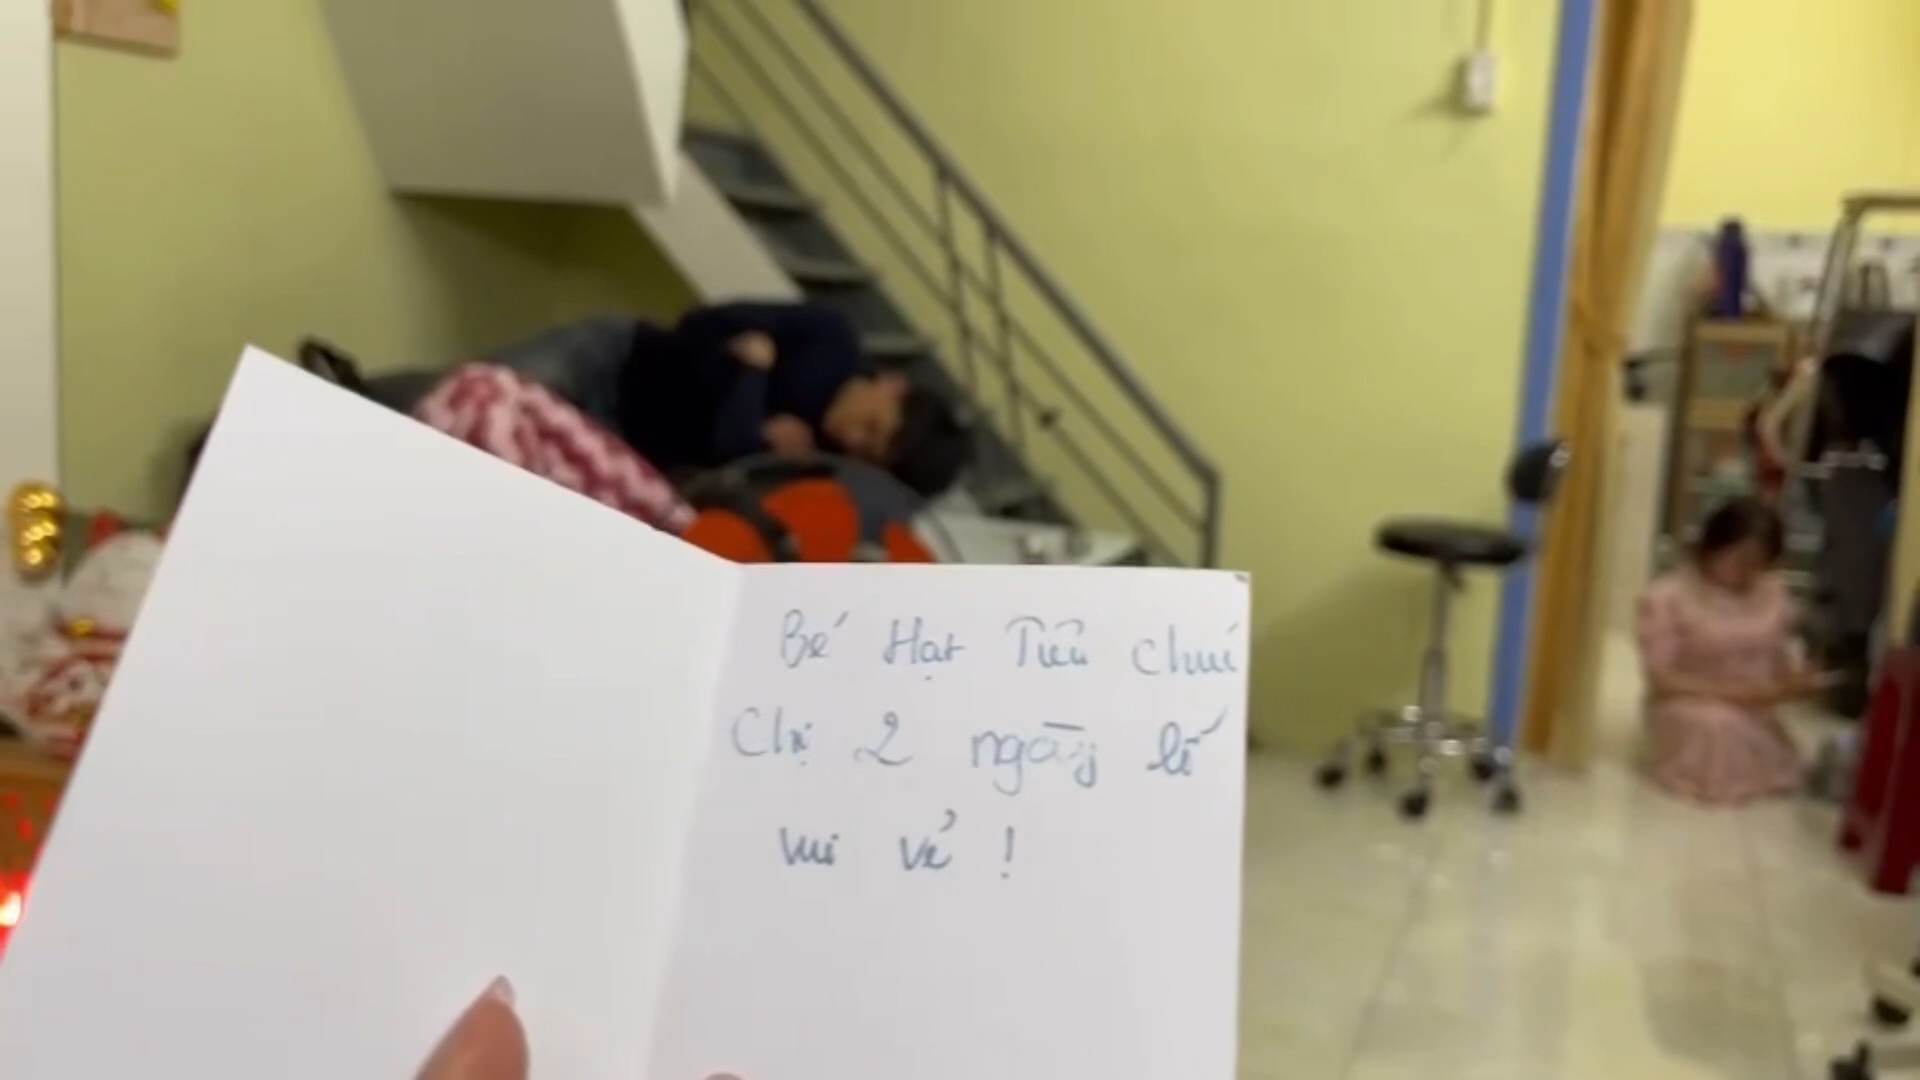 Bé Hạt Tiêu chúc
Chị 2 ngày lễ
vui vẻ !